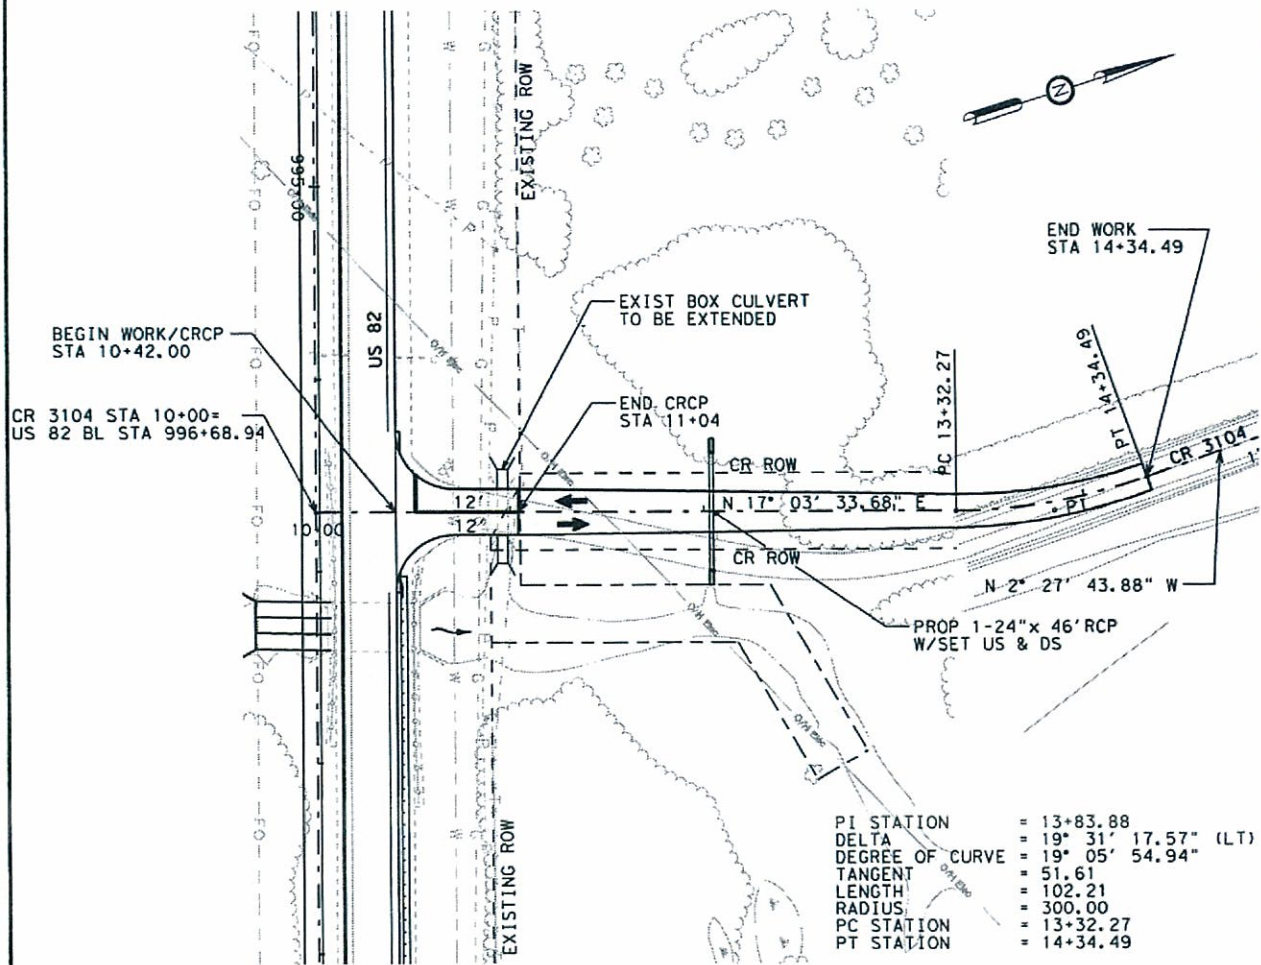 EXISTING ROW
995+00
N
END WORK
STA 14+34.49
EXIST BOX CULVERT
TO BE EXTENDED
BEGIN WORK/CRCP
STA 10+42.00
US 82
CR 3104 STA 10+00=
US 82 BL STA 996+68.94
END CRCP
STA 11+04
PC 13+32.27
PT 14+34.49
CR ROW
CR 3104
12'
N 17° 03' 33.68" E
PT
12'
10+00
CR ROW
N 2° 27' 43.88" W
PROP 1-24"x 46'RCP
W/SET US & DS
O/H Elec
O/H Elec
O/H Elec
O/H Elec
O/H Elec
EXISTING ROW
PI STATION = 13+83.88
DELTA = 19° 31' 17.57" (LT)
DEGREE OF CURVE = 19° 05' 54.94"
TANGENT = 51.61
LENGTH = 102.21
RADIUS = 300.00
PC STATION = 13+32.27
PT STATION = 14+34.49